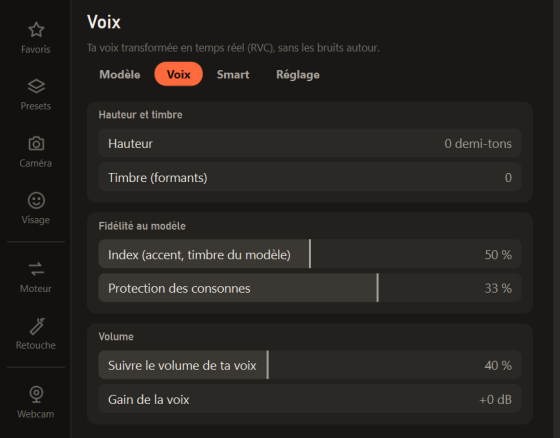 Voix
Ta voix transformée en temps réel (RVC), sans les bruits autour.
Modèle
Voix
Smart
Réglage
Favoris
Presets
Caméra
Visage
Moteur
Retouche
Webcam
Hauteur et timbre
Hauteur 0 demi-tons
Timbre (formants) 0
Fidélité au modèle
Index (accent, timbre du modèle) 50 %
Protection des consonnes 33 %
Volume
Suivre le volume de ta voix 40 %
Gain de la voix +0 dB